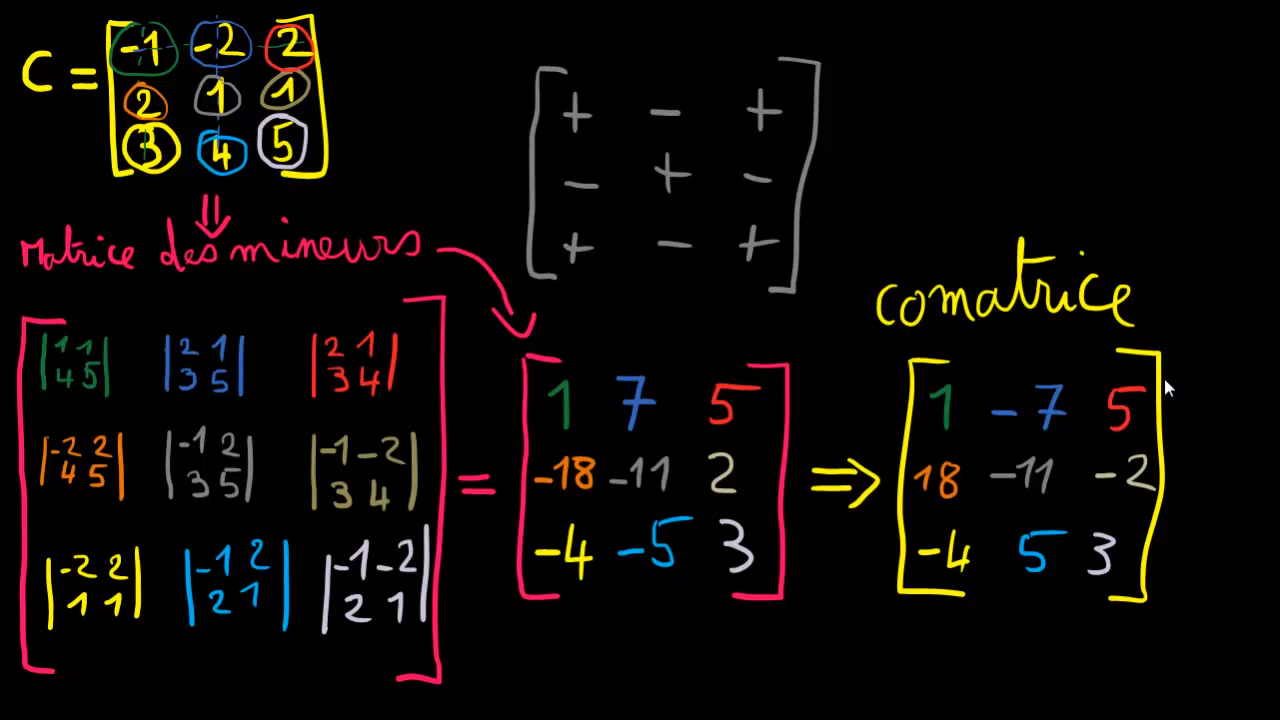 C = [-1 -2 2
2 1 1
3 4 5]
[+ - +
- + -
+ - +]
⇓
Matrice des mineurs
[|1 1| |2 1| |2 1|
|4 5| |3 5| |3 4|
|-2 2| |-1 2| |-1 -2|
|4 5| |3 5| |3 4|
|-2 2| |-1 2| |-1 -2|
|1 1| |2 1| |2 1|]
=
[1 7 5
-18 -11 2
-4 -5 3]
⇒
comatrice
[1 -7 5
18 -11 -2
-4 5 3]